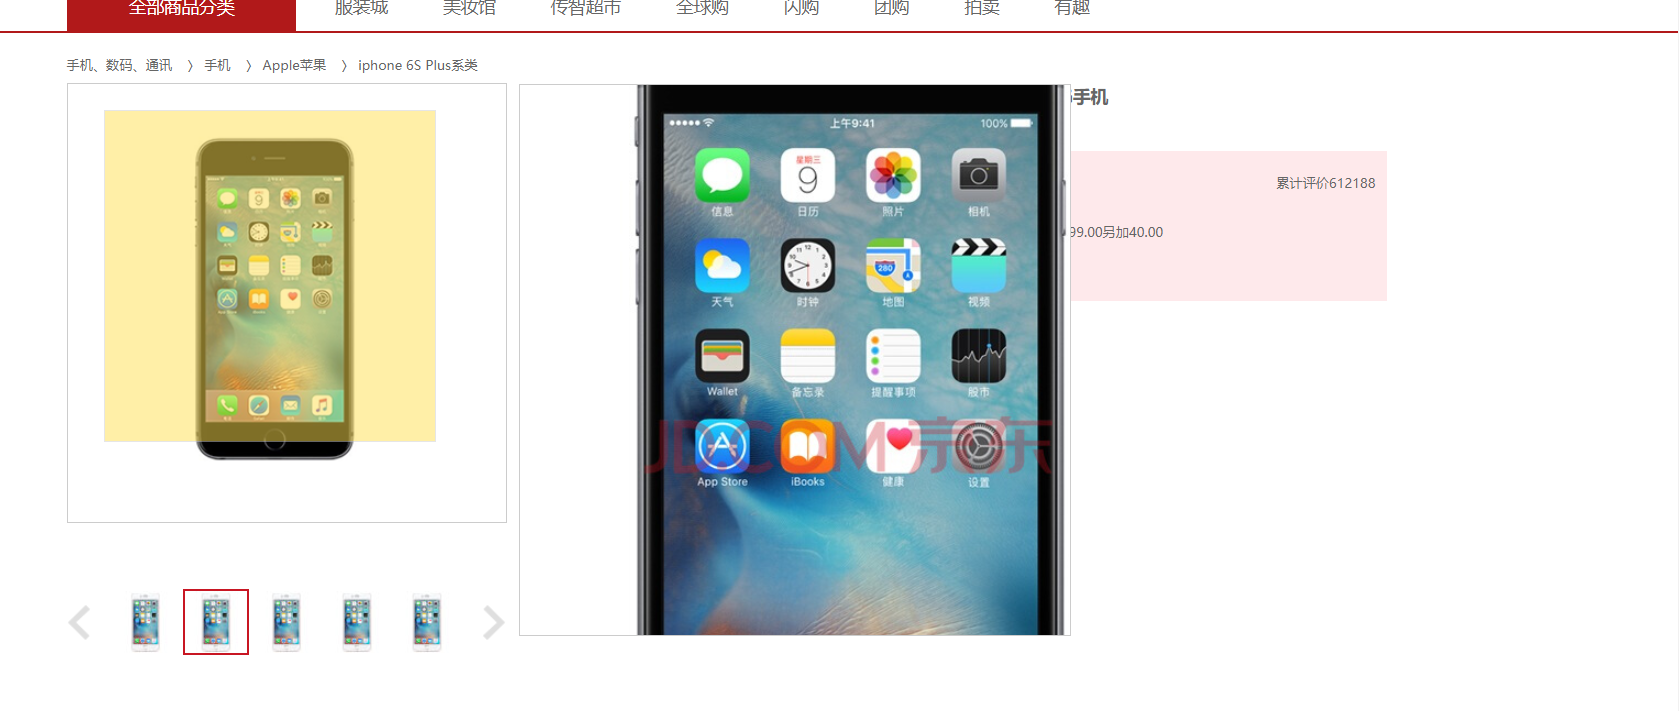 全部商品分类 服装城 美妆馆 传智超市 全球购 闪购 团购 拍卖 有趣
手机、数码、通讯 〉 手机 〉 Apple苹果 〉 iphone 6S Plus系类
手机
上午9:41 100%
星期三
9
信息 日历 照片 相机
280
天气 时钟 地图 视频
Wallet 备忘录 提醒事项 股市
JD.COM 京东
App Store iBooks 健康 设置
累计评价612188
99.00另加40.00